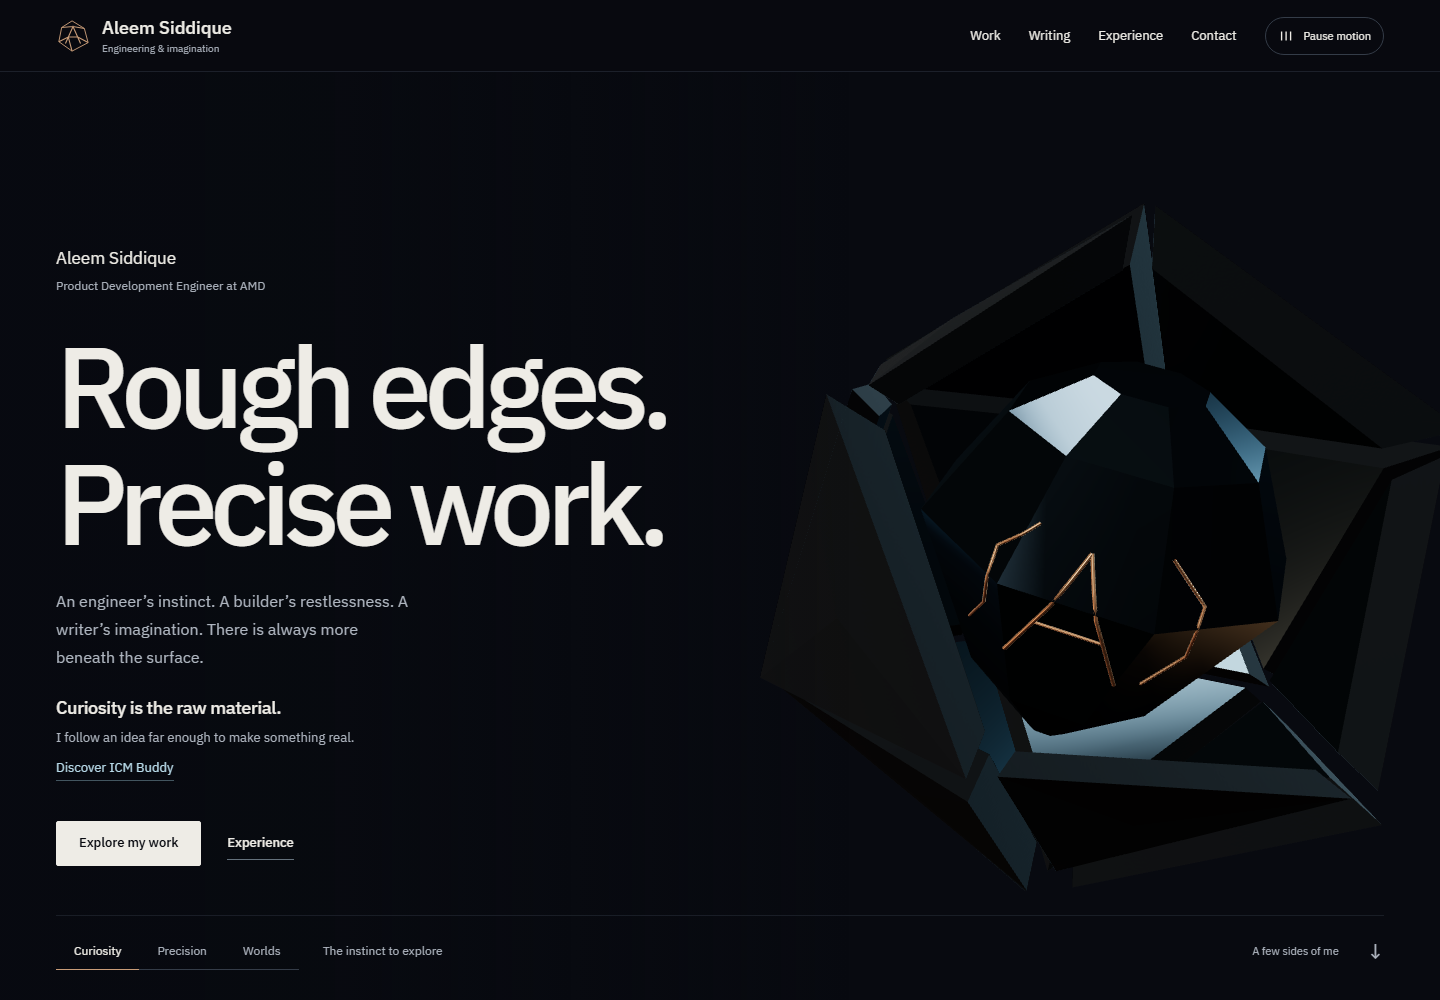 Aleem Siddique
Engineering & imagination
Work
Writing
Experience
Contact
Pause motion
Aleem Siddique
Product Development Engineer at AMD
Rough edges.
Precise work.
An engineer’s instinct. A builder’s restlessness. A
writer’s imagination. There is always more
beneath the surface.
Curiosity is the raw material.
I follow an idea far enough to make something real.
Discover ICM Buddy
Explore my work
Experience
Curiosity
Precision
Worlds
The instinct to explore
A few sides of me